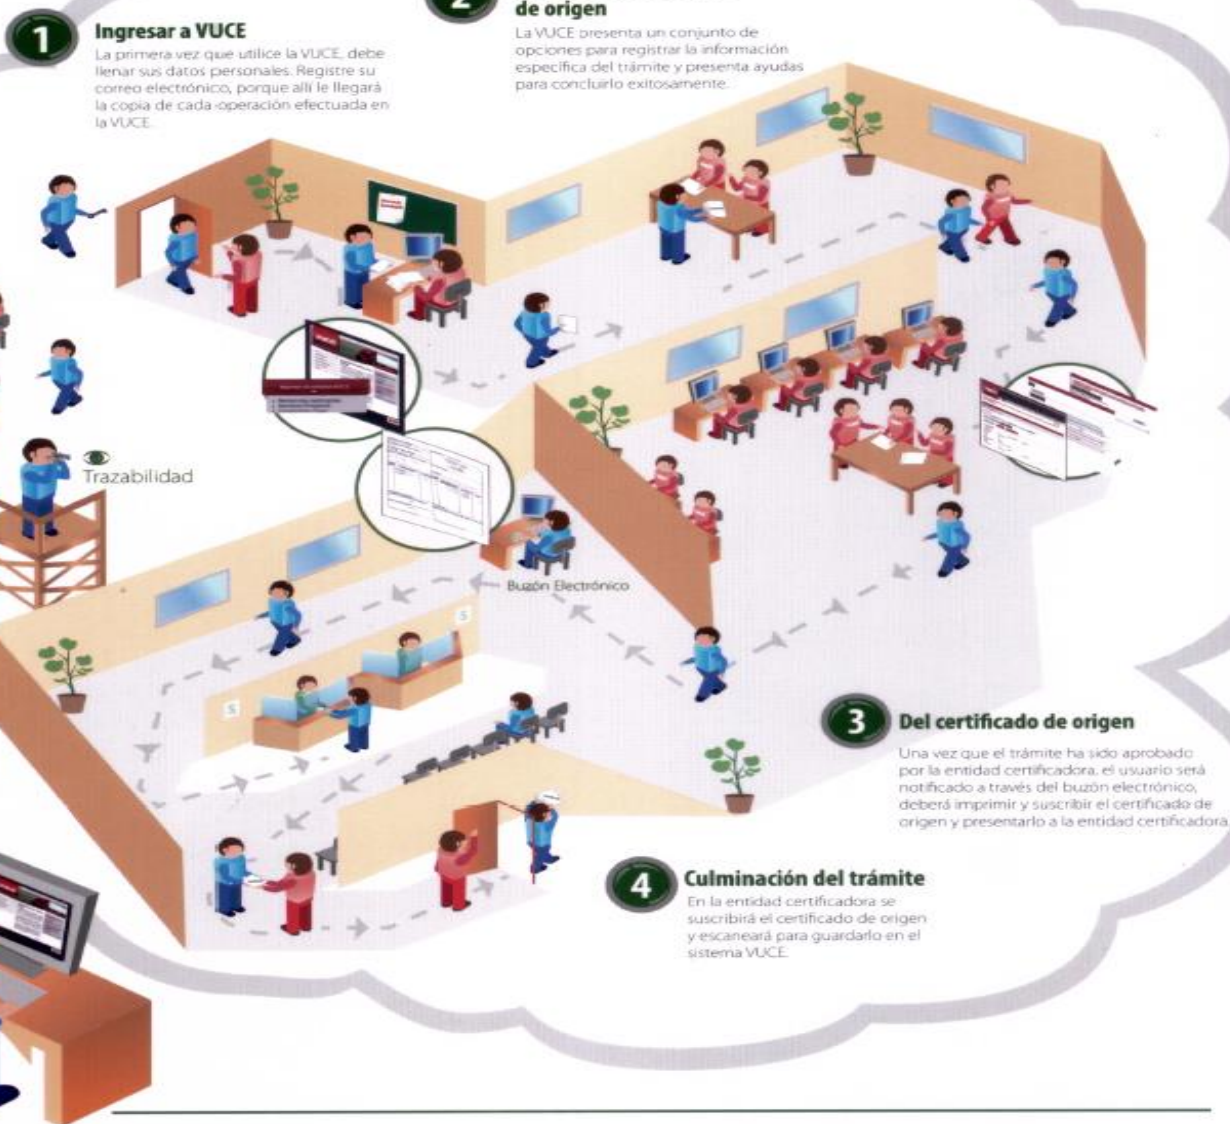 1
Ingresar a VUCE
La primera vez que utilice la VUCE, debe
llenar sus datos personales. Registre su
correo electrónico, porque allí le llegará
la copia de cada operación efectuada en
la VUCE.
2
de origen
La VUCE presenta un conjunto de
opciones para registrar la información
específica del trámite y presenta ayudas
para concluirlo exitosamente.
Trazabilidad
Buzón Electrónico
S
S
3
Del certificado de origen
Una vez que el trámite ha sido aprobado
por la entidad certificadora, el usuario será
notificado a través del buzón electrónico,
deberá imprimir y suscribir el certificado de
origen y presentarlo a la entidad certificadora.
4
Culminación del trámite
En la entidad certificadora se
suscribirá el certificado de origen
y escaneará para guardarlo en el
sistema VUCE.